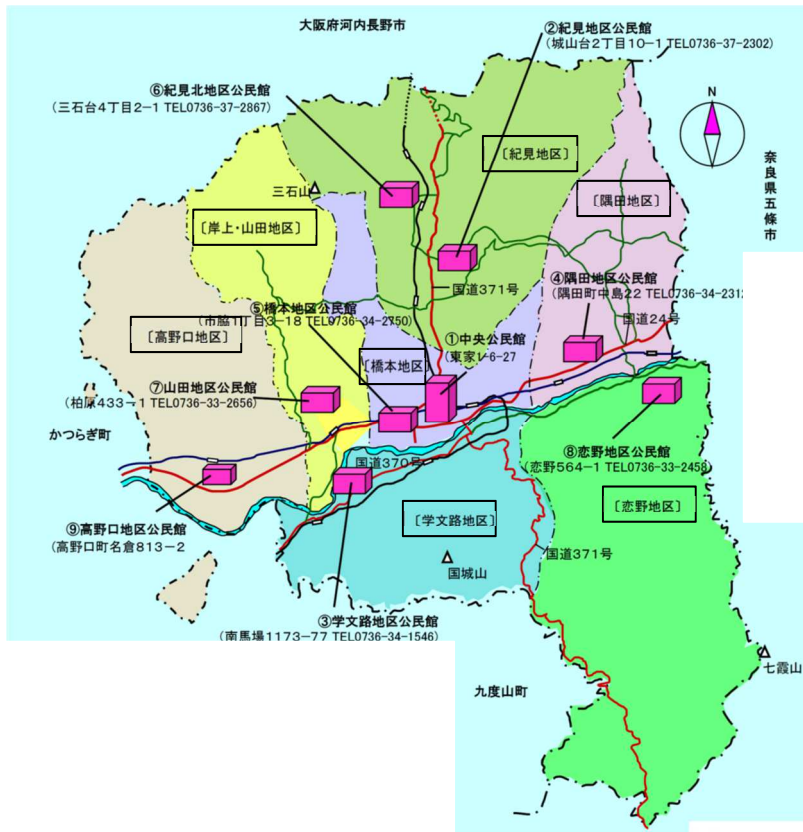 大阪府河内長野市
②紀見地区公民館
(城山台2丁目10-1 TEL0736-37-2302)
⑥紀見北地区公民館
(三石台4丁目2-1 TEL0736-37-2867)
N
奈良県五條市
〔紀見地区〕
三石山
〔隅田地区〕
〔岸上・山田地区〕
④隅田地区公民館
(隅田町中島22 TEL0736-34-2312
国道371号
⑤橋本地区公民館
(市脇1丁目3-18 TEL0736-34-2750)
国道24号
〔高野口地区〕
①中央公民館
(東家1-6-27
〔橋本地区〕
⑦山田地区公民館
(柏原433-1 TEL0736-33-2656)
かつらぎ町
国道370号
⑧恋野地区公民館
(恋野564-1 TEL0736-33-2458
〔学文路地区〕
〔恋野地区〕
⑨高野口地区公民館
(高野口町名倉813-2
国道371号
国城山
③学文路地区公民館
(南馬場1173-77 TEL0736-34-1546)
七霞山
九度山町